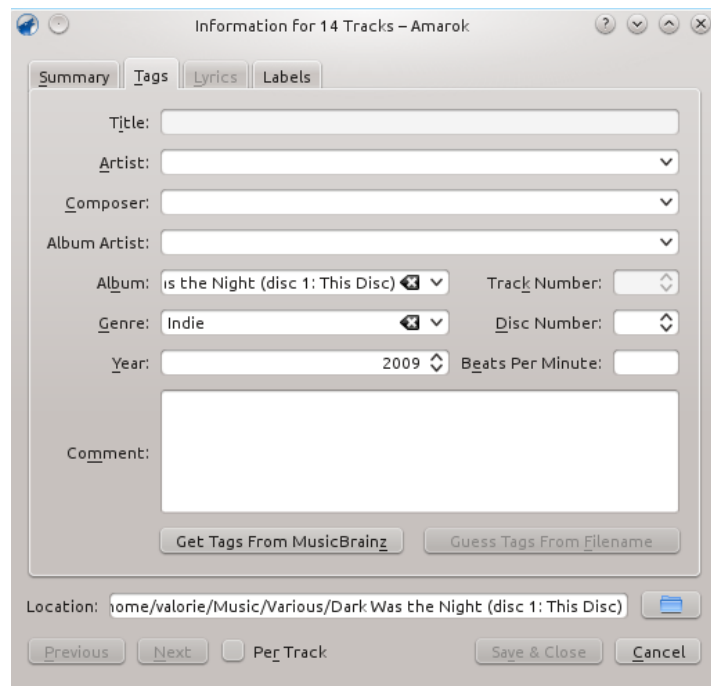 Information for 14 Tracks – Amarok
Summary Tags Lyrics Labels
Title:
Artist:
Composer:
Album Artist:
Album: is the Night (disc 1: This Disc) Track Number:
Genre: Indie Disc Number:
Year: 2009 Beats Per Minute:
Comment:
Get Tags From MusicBrainz Guess Tags From Filename
Location: home/valorie/Music/Various/Dark Was the Night (disc 1: This Disc)
Previous Next Per Track Save & Close Cancel